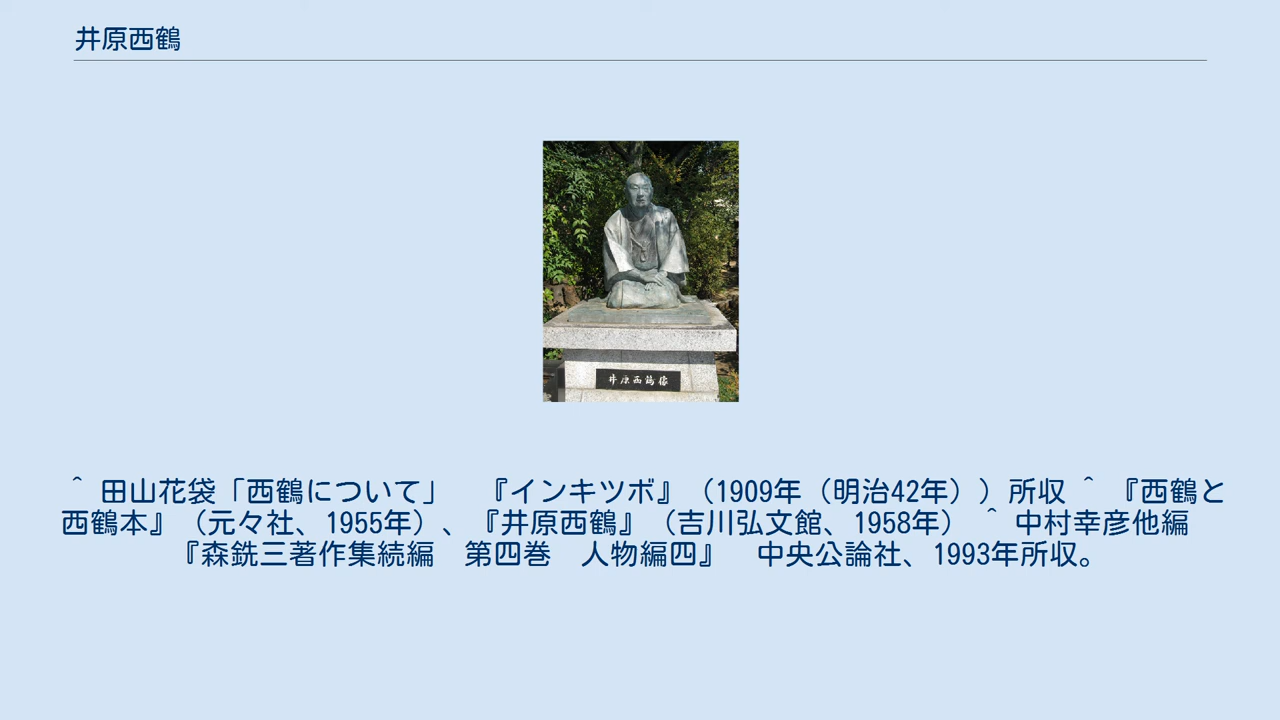 井原西鶴
井原西鶴像
＾ 田山花袋「西鶴について」　『インキツボ』（1909年（明治42年））所収 ＾ 『西鶴と
西鶴本』（元々社、1955年）、『井原西鶴』（吉川弘文館、1958年） ＾ 中村幸彦他編
『森銑三著作集続編　第四巻　人物編四』　中央公論社、1993年所収。